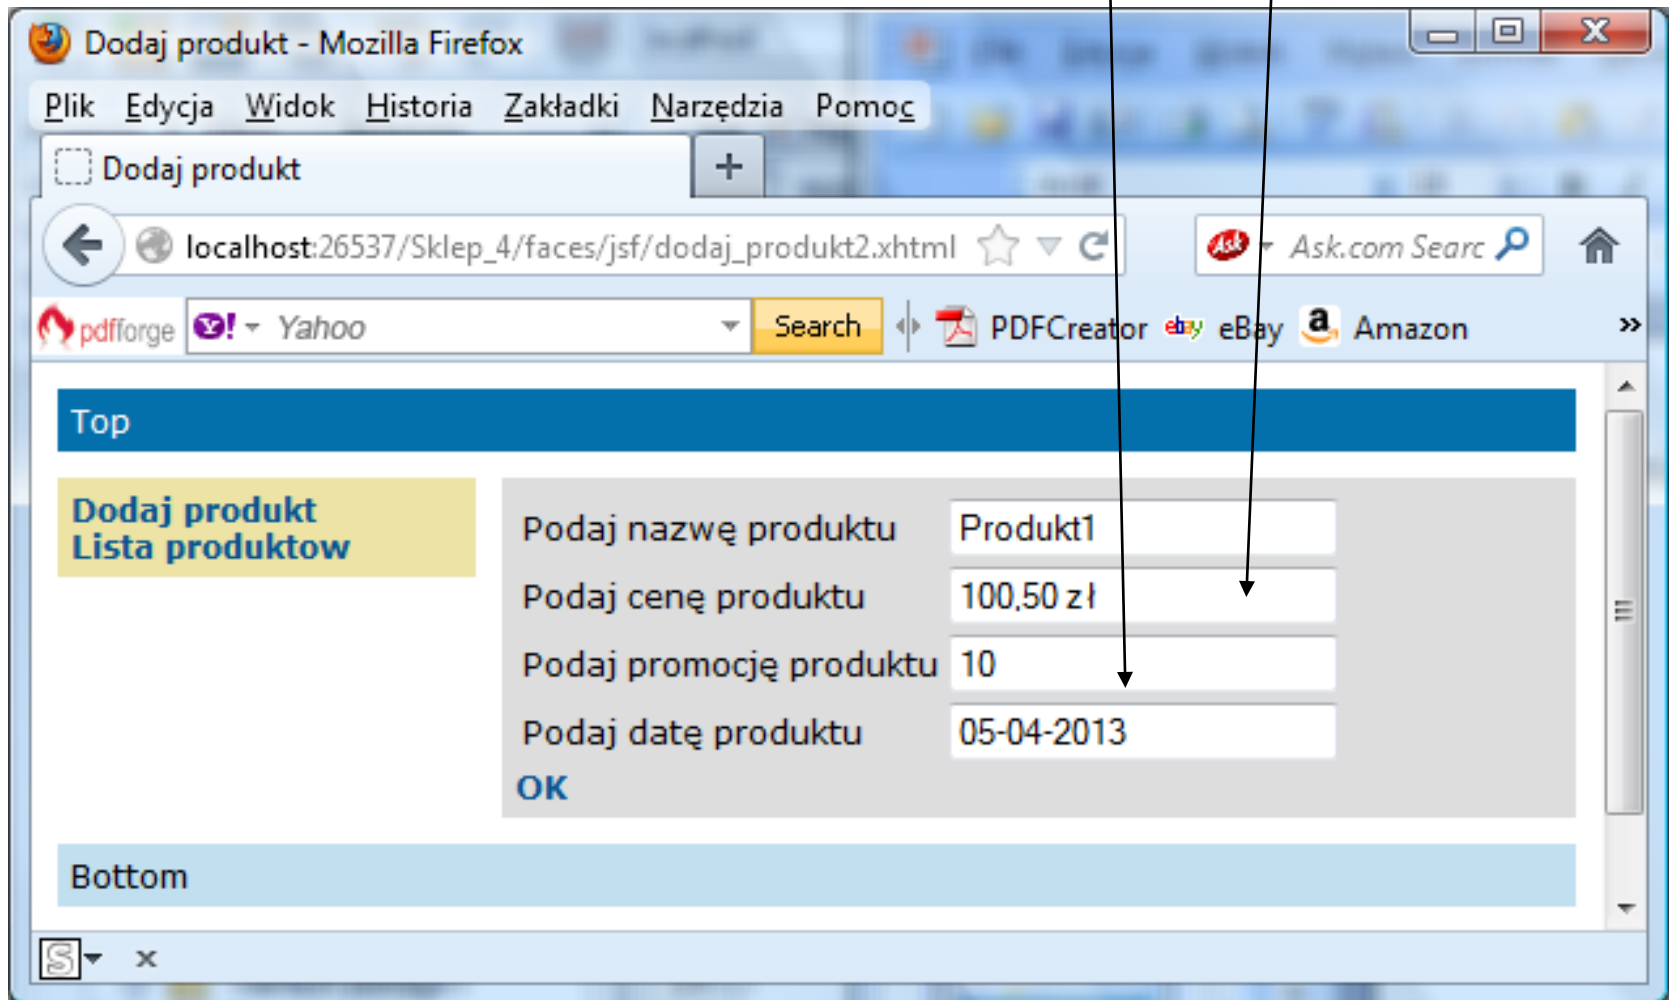 Dodaj produkt - Mozilla Firefox
Plik Edycja Widok Historia Zakładki Narzędzia Pomoc
Dodaj produkt +
localhost:26537/Sklep_4/faces/jsf/dodaj_produkt2.xhtml Ask Ask.com Searc
pdfforge Y! Yahoo Search PDFCreator ebay eBay a Amazon »
Top
Dodaj produkt
Lista produktow
Podaj nazwę produktu Produkt1
Podaj cenę produktu 100,50 zł
Podaj promocję produktu 10
Podaj datę produktu 05-04-2013
OK
Bottom
S x